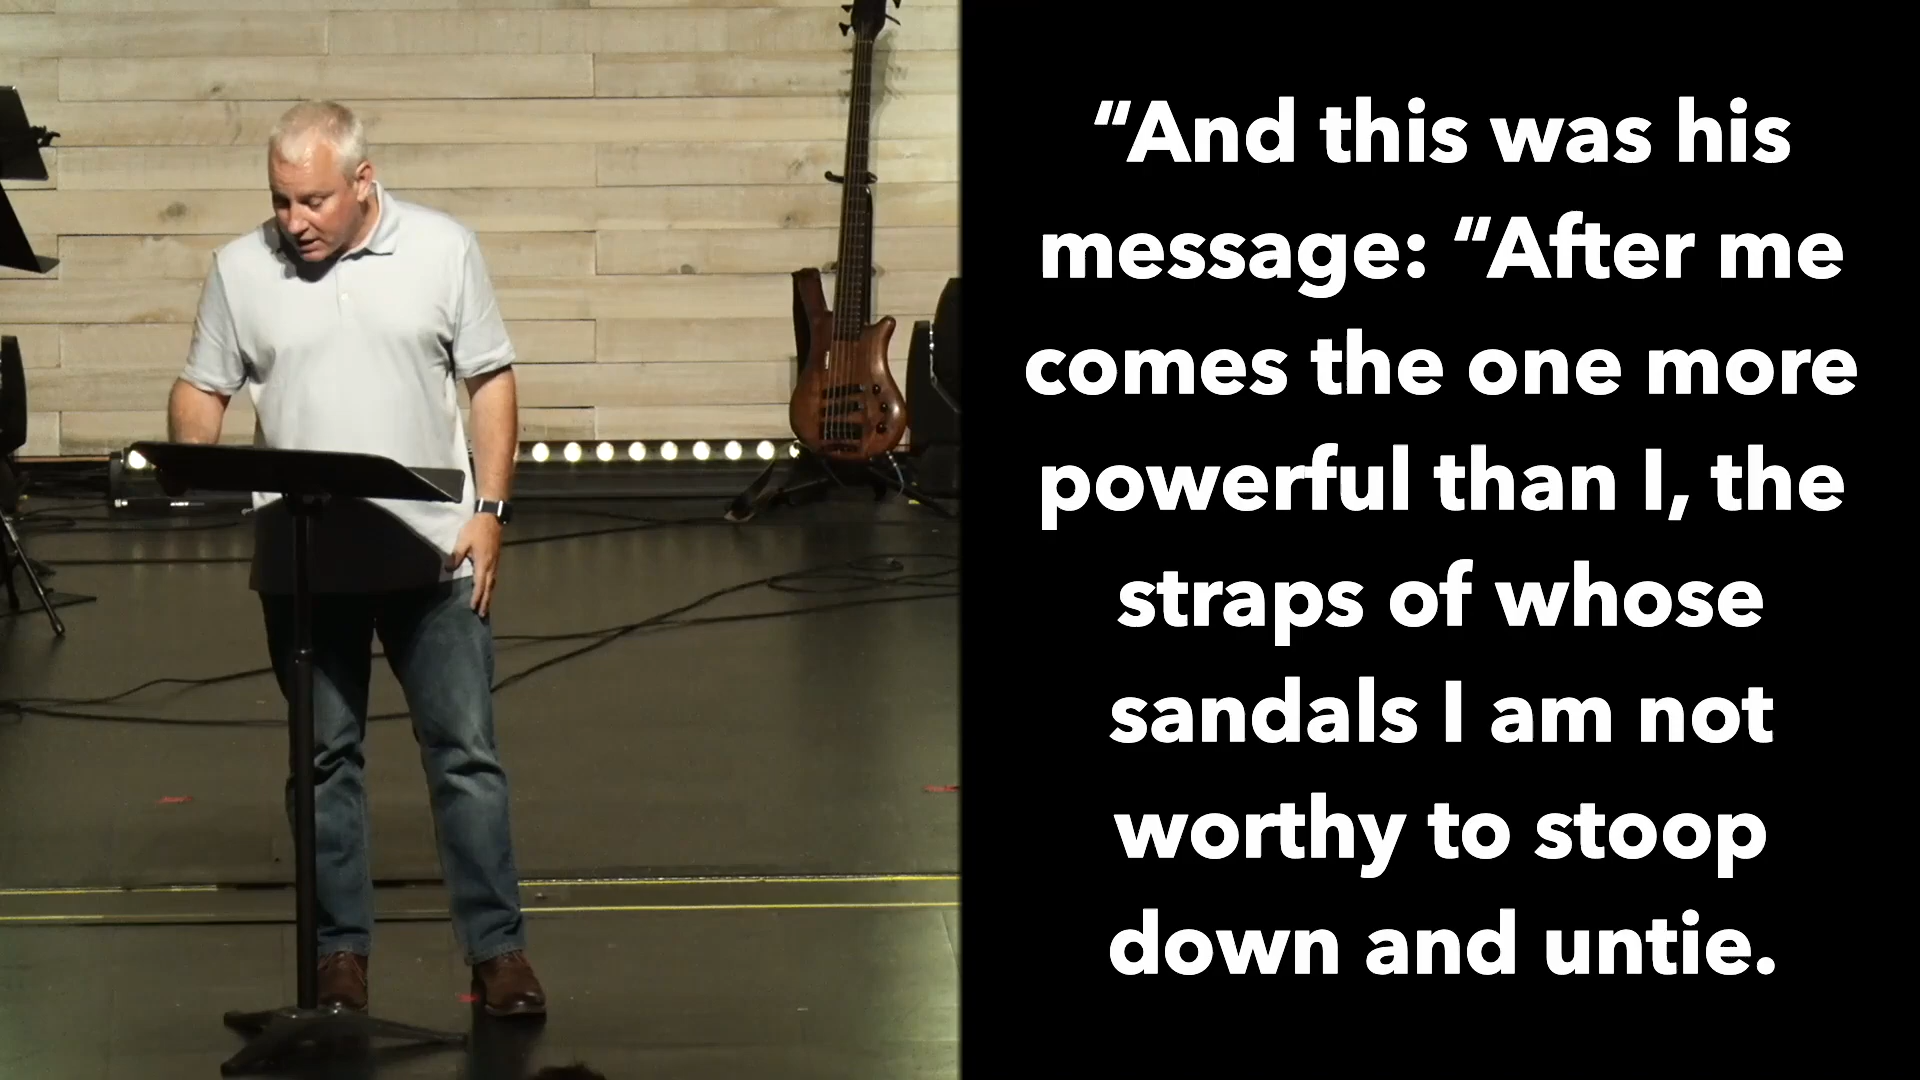 “And this was his
message: “After me
comes the one more
powerful than I, the
straps of whose
sandals I am not
worthy to stoop
down and untie.